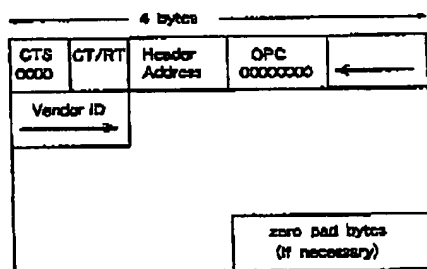 4 bytes
CTS CT/RT Header OPC
0000 Address 00000000
Vendor ID
zero pad bytes
(if necessary)